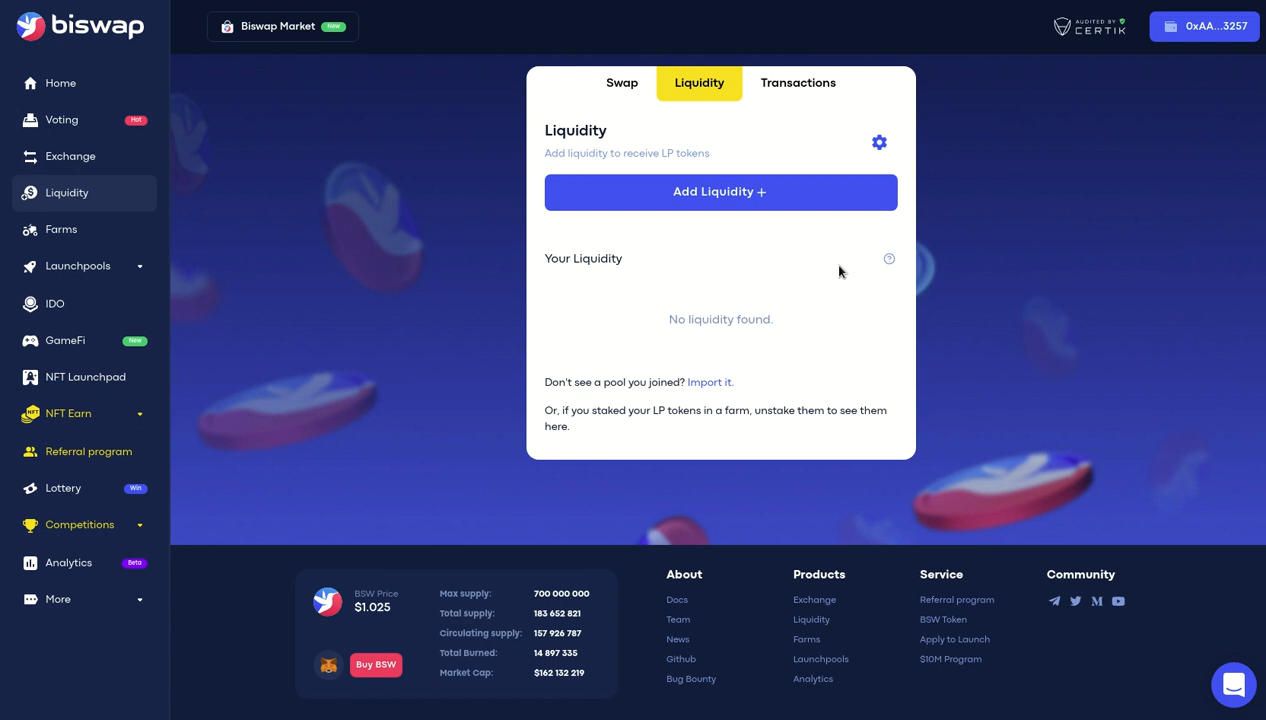 biswap
Biswap Market New
AUDITED BY
CERTIK
0xAA...3257
Home
Voting Hot
Exchange
Liquidity
Farms
Launchpools
IDO
GameFi New
NFT Launchpad
NFT NFT Earn
Referral program
Lottery Win
Competitions
Analytics Beta
More
Swap Liquidity Transactions
Liquidity
Add liquidity to receive LP tokens
Add Liquidity +
Your Liquidity ?
No liquidity found.
Don't see a pool you joined? Import it.
Or, if you staked your LP tokens in a farm, unstake them to see them
here.
BSW Price
$1.025
Buy BSW
Max supply: 700 000 000
Total supply: 183 652 821
Circulating supply: 157 926 787
Total Burned: 14 897 335
Market Cap: $162 132 219
About
Docs
Team
News
Github
Bug Bounty
Products
Exchange
Liquidity
Farms
Launchpools
Analytics
Service
Referral program
BSW Token
Apply to Launch
$10M Program
Community